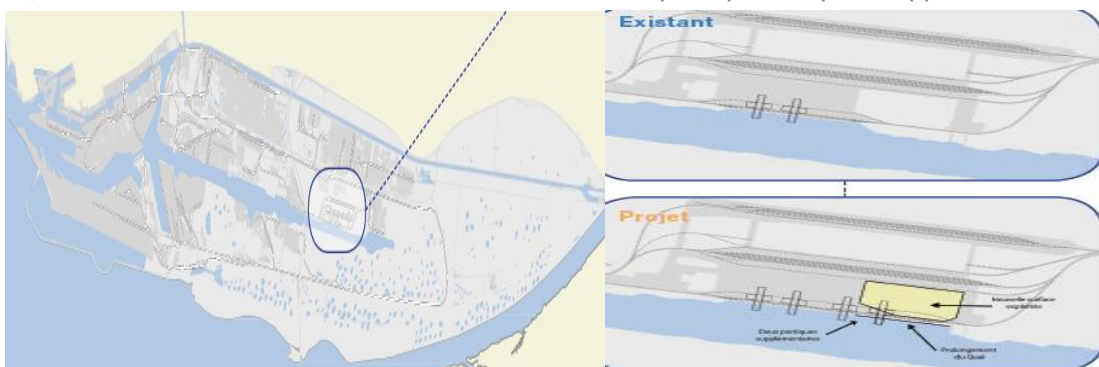 Existant
Projet
Nouvelle surface
exploitée
Deux portiques
supplémentaires
Prolongement
du Quai